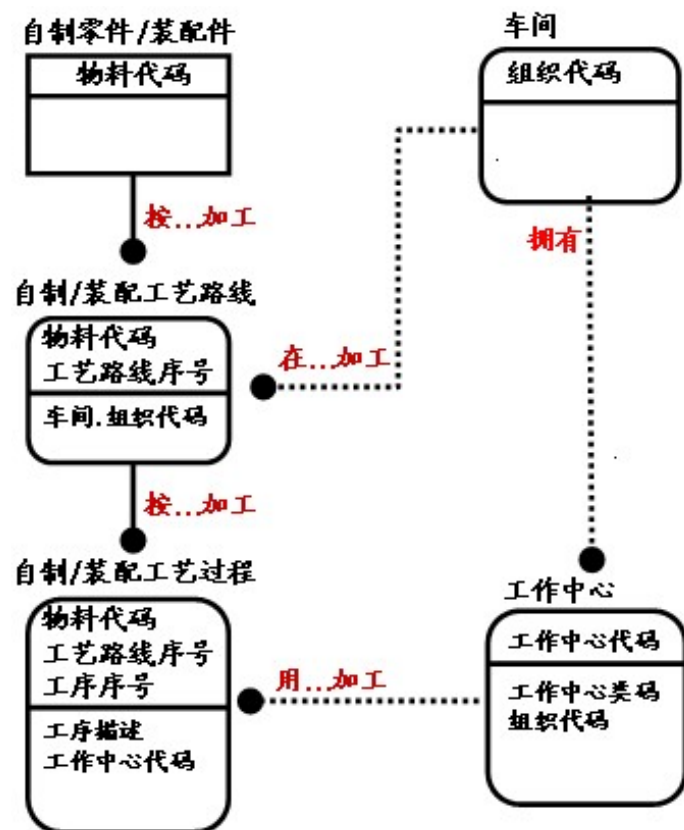 自制零件/装配件
物料代码
按...加工
自制/装配工艺路线
物料代码
工艺路线序号
车间.组织代码
按...加工
自制/装配工艺过程
物料代码
工艺路线序号
工序序号
工序描述
工作中心代码
车间
组织代码
拥有
在...加工
工作中心
工作中心代码
工作中心类码
组织代码
用...加工